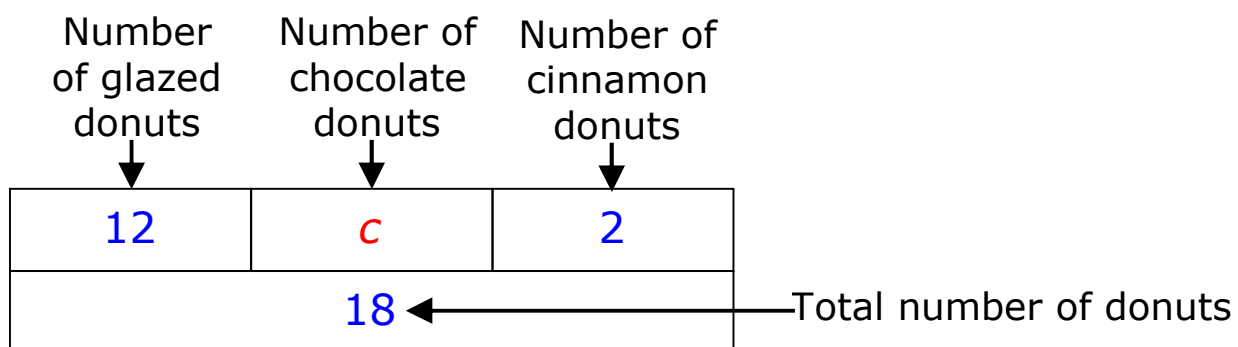 Number of glazed donuts
Number of chocolate donuts
Number of cinnamon donuts
12 c 2
18 Total number of donuts